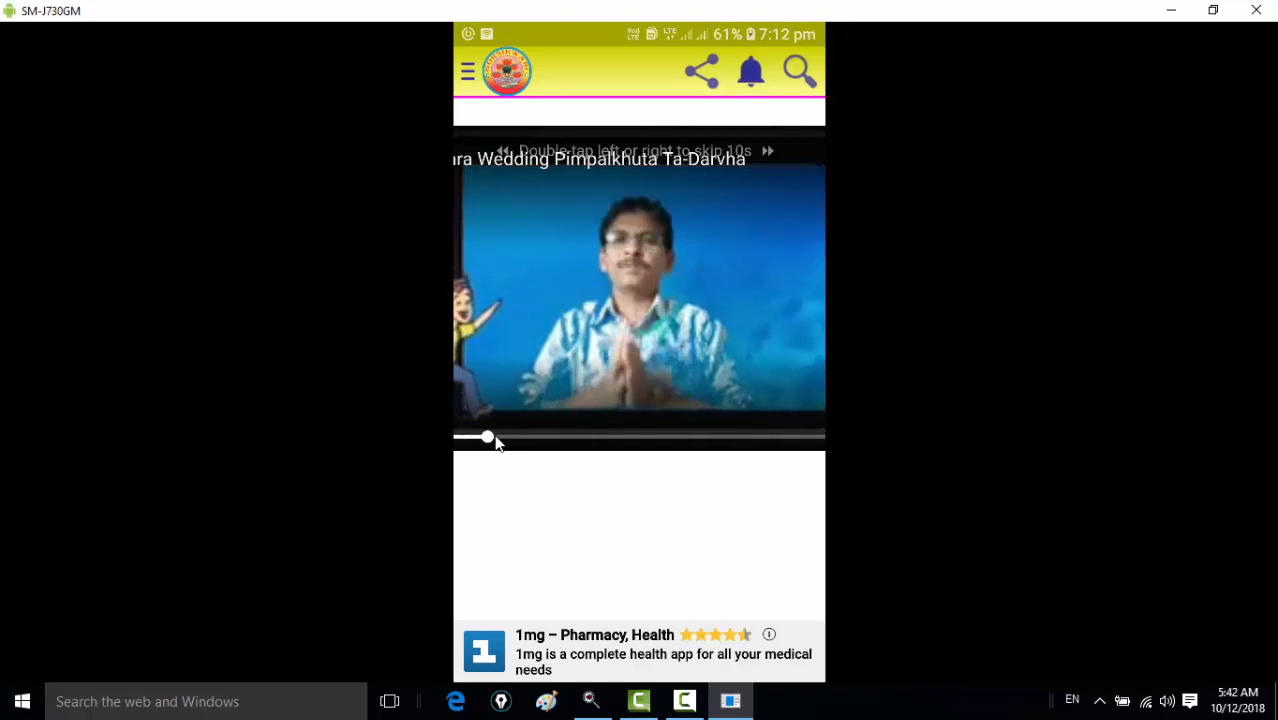 SM-J730GM
61% 7:12 pm
Double-tap left or right to skip 10s
ara Wedding Pimpalkhuta Ta-Darvha
1mg – Pharmacy, Health
1mg is a complete health app for all your medical
needs
Search the web and Windows
EN
5:42 AM
10/12/2018